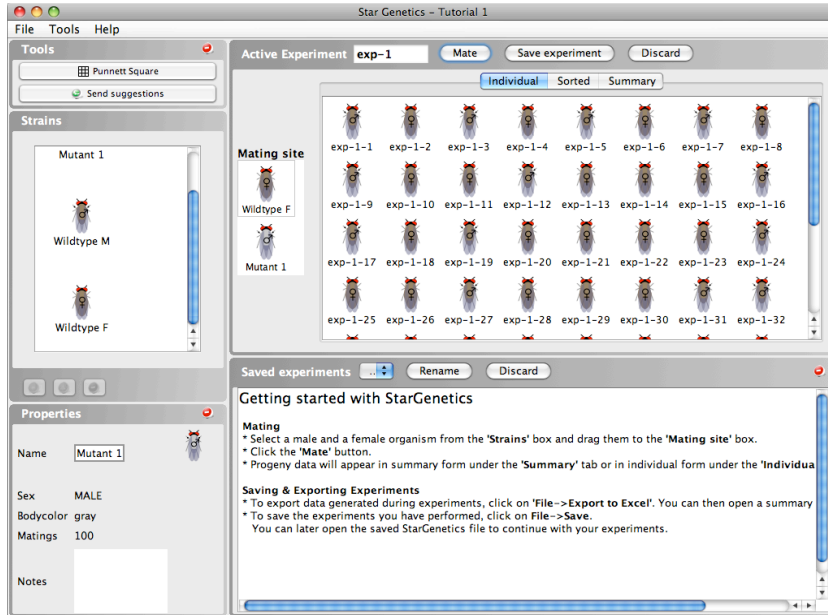 Star Genetics – Tutorial 1
File Tools Help
Tools
Punnett Square
Send suggestions
Strains
Mutant 1
Wildtype M
Wildtype F
Properties
Name Mutant 1
Sex MALE
Bodycolor gray
Matings 100
Notes
Active Experiment exp-1 Mate Save experiment Discard
Individual Sorted Summary
Mating site
Wildtype F
Mutant 1
exp-1-1 exp-1-2 exp-1-3 exp-1-4 exp-1-5 exp-1-6 exp-1-7 exp-1-8
exp-1-9 exp-1-10 exp-1-11 exp-1-12 exp-1-13 exp-1-14 exp-1-15 exp-1-16
exp-1-17 exp-1-18 exp-1-19 exp-1-20 exp-1-21 exp-1-22 exp-1-23 exp-1-24
exp-1-25 exp-1-26 exp-1-27 exp-1-28 exp-1-29 exp-1-30 exp-1-31 exp-1-32
Saved experiments .. Rename Discard
Getting started with StarGenetics
Mating
* Select a male and a female organism from the 'Strains' box and drag them to the 'Mating site' box.
* Click the 'Mate' button.
* Progeny data will appear in summary form under the 'Summary' tab or in individual form under the 'Individua
Saving & Exporting Experiments
* To export data generated during experiments, click on 'File->Export to Excel'. You can then open a summary
* To save the experiments you have performed, click on File->Save.
You can later open the saved StarGenetics file to continue with your experiments.